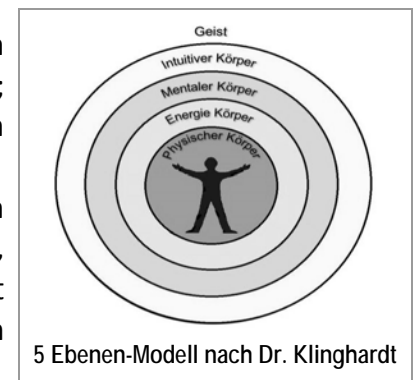 Geist
Intuitiver Körper
Mentaler Körper
Energie Körper
Physischer Körper
5 Ebenen-Modell nach Dr. Klinghardt